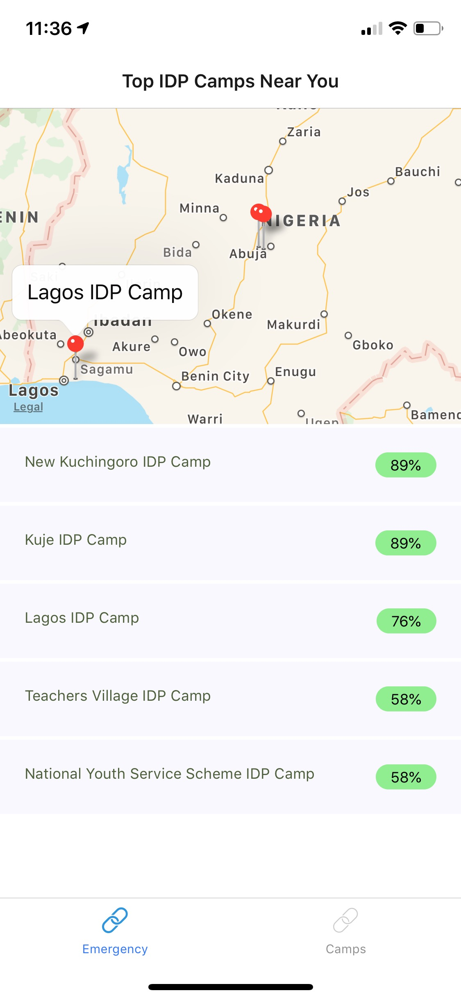 11:36
Top IDP Camps Near You
Zaria
Kaduna
Bauchi
Jos
Minna
NIGERIA
ENIN
Bida
Abuja
Saki
Ilorin
Lagos IDP Camp
Ibadan
Okene
Makurdi
Abeokuta
Akure
Owo
Gboko
Sagamu
Benin City
Enugu
Lagos
Legal
Warri
Ugep
Bamend
New Kuchingoro IDP Camp 89%
Kuje IDP Camp 89%
Lagos IDP Camp 76%
Teachers Village IDP Camp 58%
National Youth Service Scheme IDP Camp 58%
Emergency
Camps